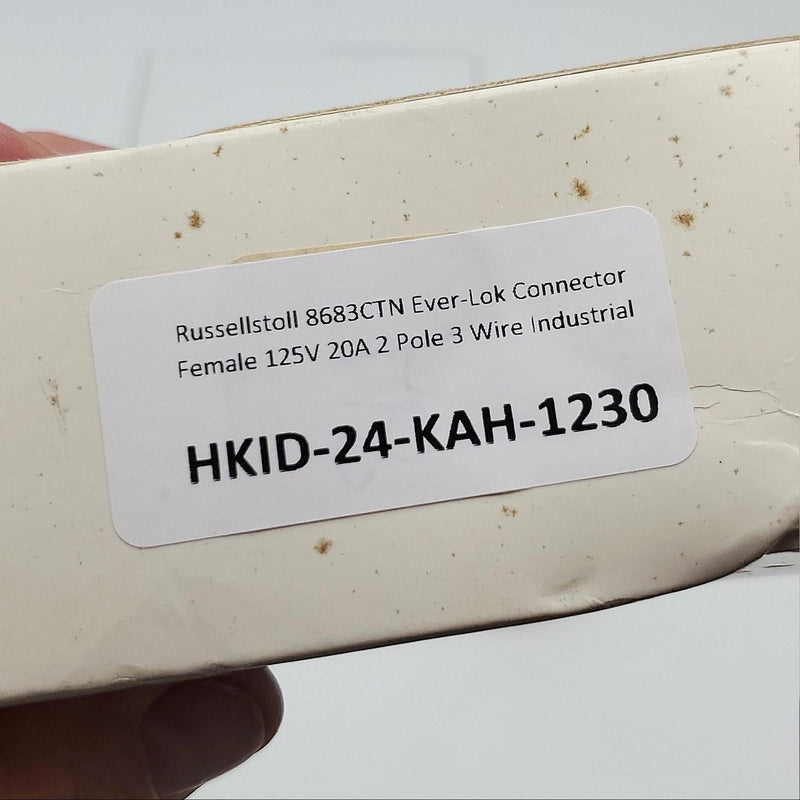 Russellstoll 8683CTN Ever-Lok Connector
Female 125V 20A 2 Pole 3 Wire Industrial
HKID-24-KAH-1230